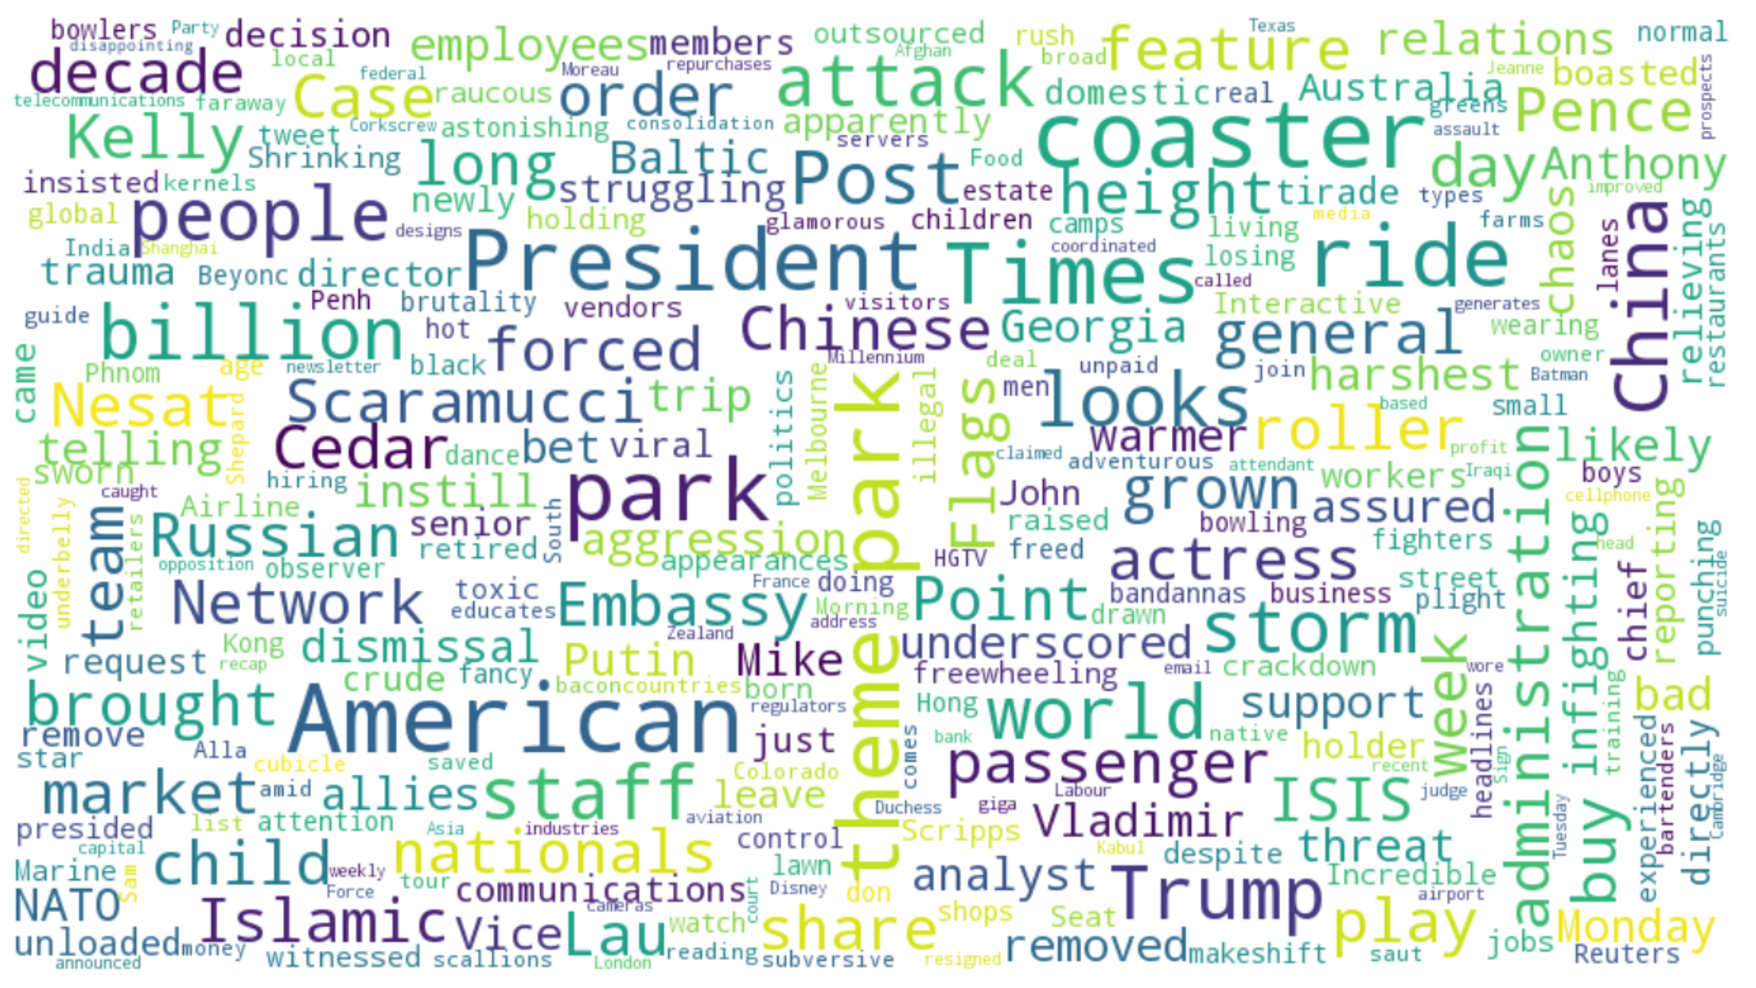 bowlers Party decision employees members outsourced rush Texas feature relations normal
disappointing local federal Moreau repurchases Afghan broad Jeanne boasted prospects
decade Case raucous order attack domestic real Australia greens Pence
telecommunications faraway Corkscrew astonishing consolidation apparently coaster assault
Kelly tweet Shrinking long Baltic servers Post Food day Anthony
insisted kernels newly struggling estate height tirade types improved
global people designs holding glamorous children camps living media farms chaos lanes China relieving restaurants
India Shanghai President Times coordinated losing ride
trauma Beyonc director called
Penh brutality vendors visitors Interactive generates
guide billion hot forced Chinese Georgia general wearing
came Phnom age newsletter black Millennium deal unpaid join harshest owner Batman
Nesat Shepard Scaramucci trip politics Melbourne theme park illegal Flags men looks based small
telling Cedar dance bet viral claimed warmer roller profit likely
sworn hiring instill park adventurous attendant workers Iraqi boys
directed underbelly caught Airline senior South John grown assured administration cellphone reporting
team retailers Russian retired aggression raised bowling fighters buy infighting head punching suicide
opposition observer appearances HGTV freed actress street chief
video Network toxic educates Embassy France doing Morning Point bandannas business plight
Kong dismissal Zealand address drawn storm
request recap crude fancy Putin Mike underscored freewheeling email crackdown week wore
brought bacon countries born regulators Hong world support headlines bad
remove American just bank native holder training experienced bartenders directly
star Alla cubicle saved Colorado comes passenger recent Sign
market amid allies staff leave Duchess giga Labour ISIS judge Tuesday Cambridge
presided list attention Asia industries aviation control Scripps Vladimir
capital child nationals lawn Kabul despite threat
Marine Sam weekly tour communications court Disney don analyst Trump Incredible airport
NATO Islamic Force cameras watch share shops Seat play Monday
unloaded money Vice Lau removed makeshift saut jobs
announced witnessed scallions London reading subversive resigned Reuters